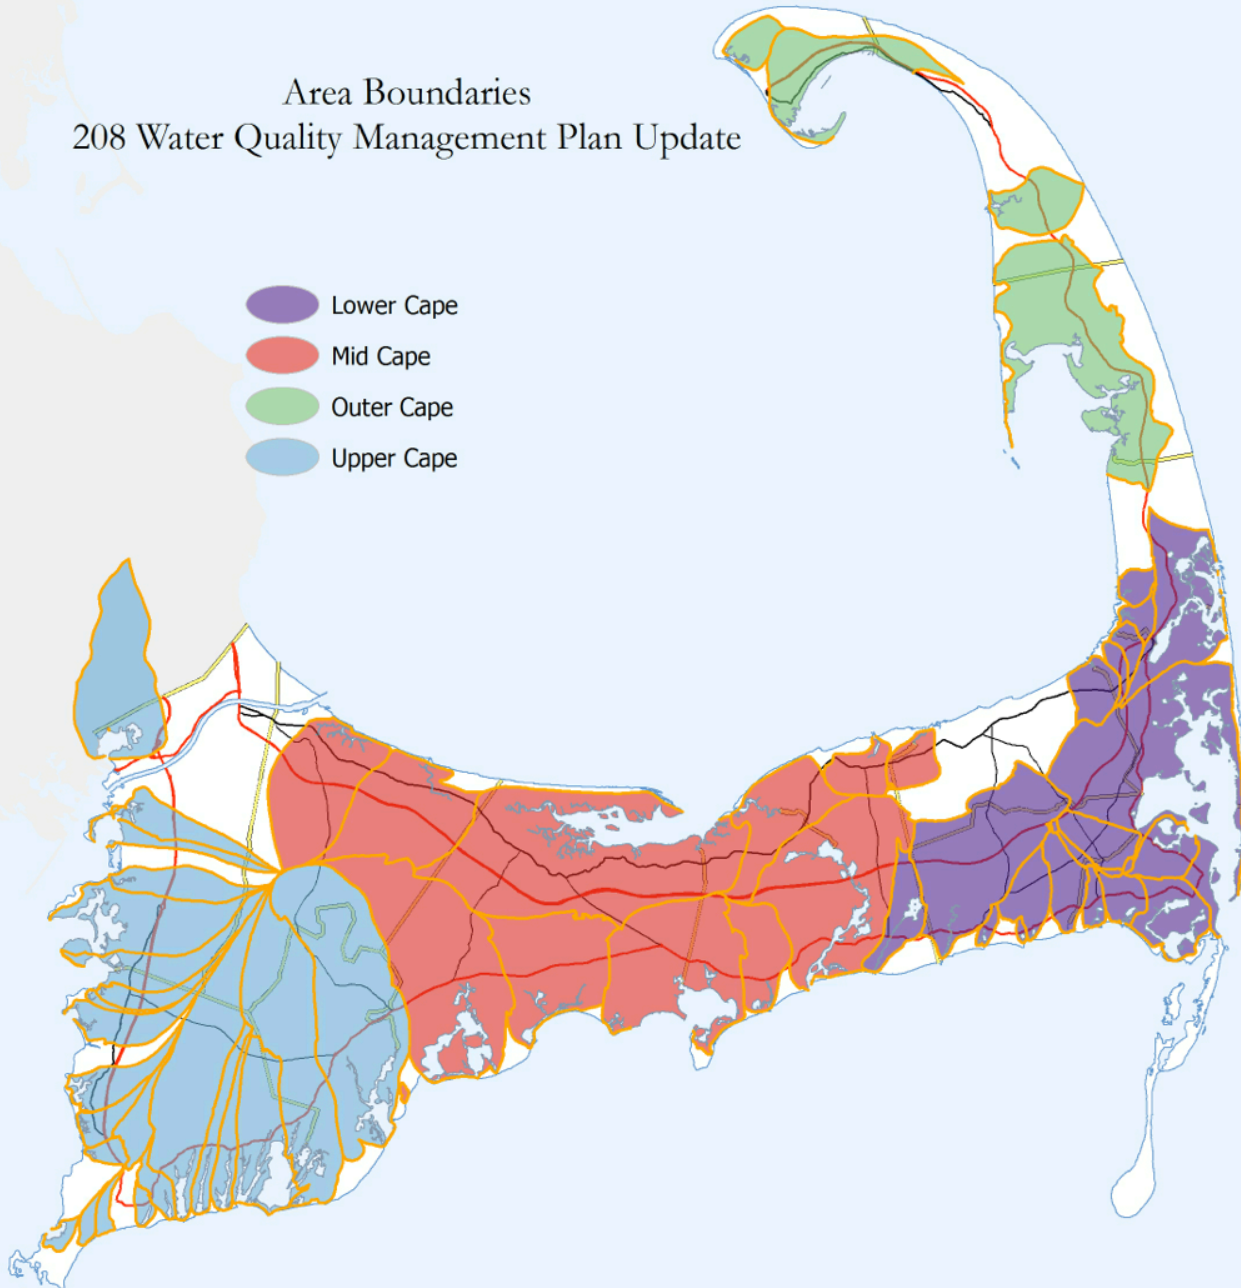 Area Boundaries
208 Water Quality Management Plan Update
Lower Cape
Mid Cape
Outer Cape
Upper Cape